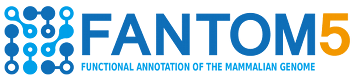 FANTOM5
FUNCTIONAL ANNOTATION OF THE MAMMALIAN GENOME